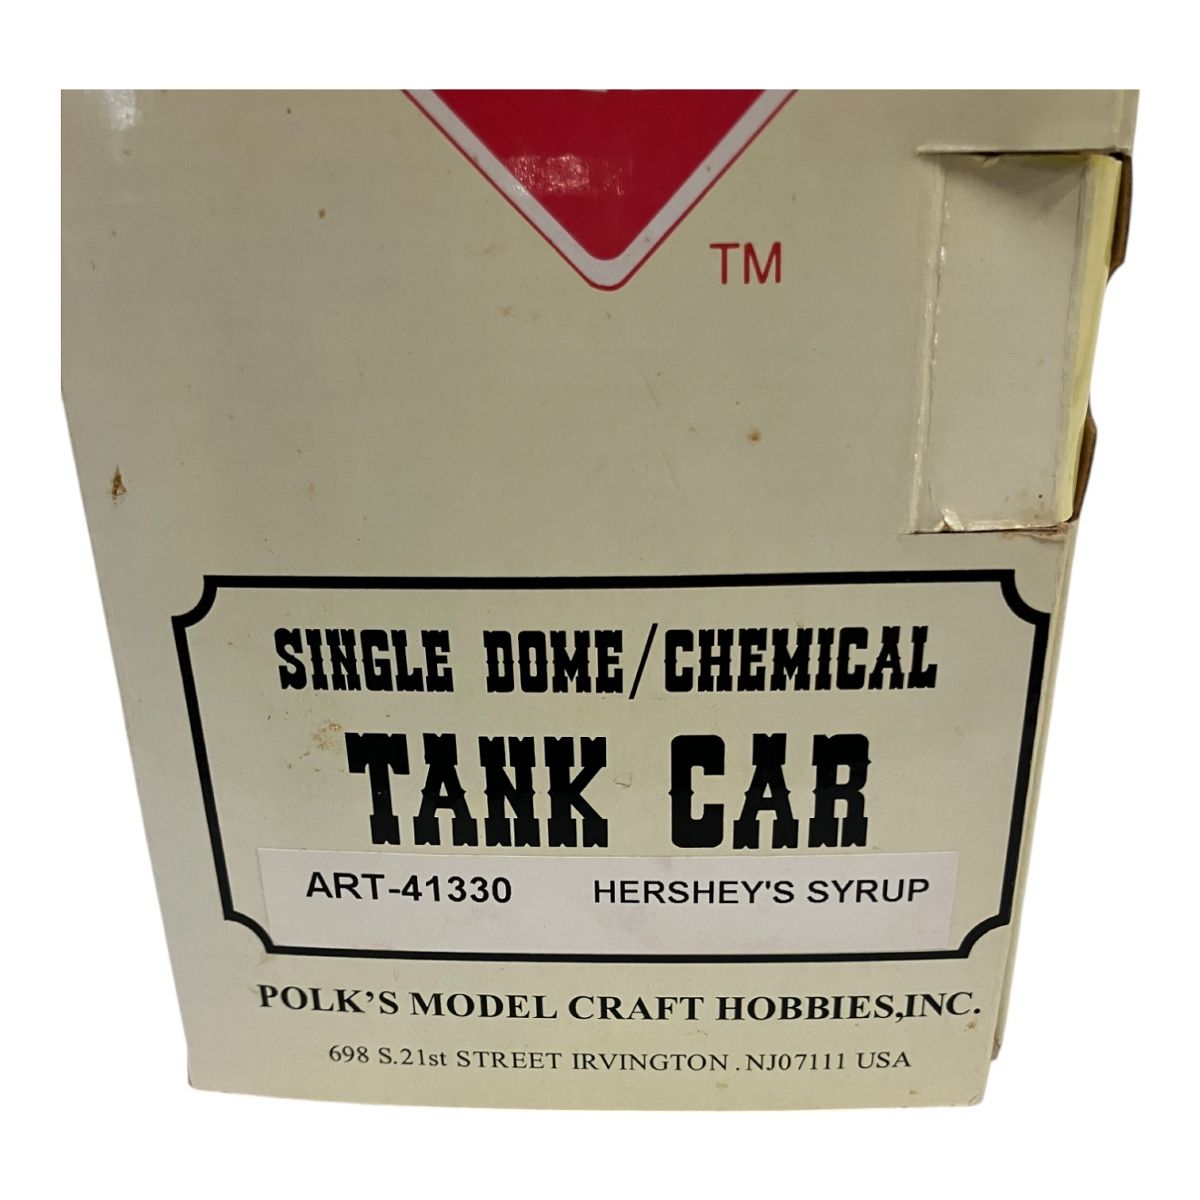 TM
SINGLE DOME/CHEMICAL
TANK CAR
ART-41330 HERSHEY'S SYRUP
POLK'S MODEL CRAFT HOBBIES,INC.
698 S.21st STREET IRVINGTON.NJ07111 USA